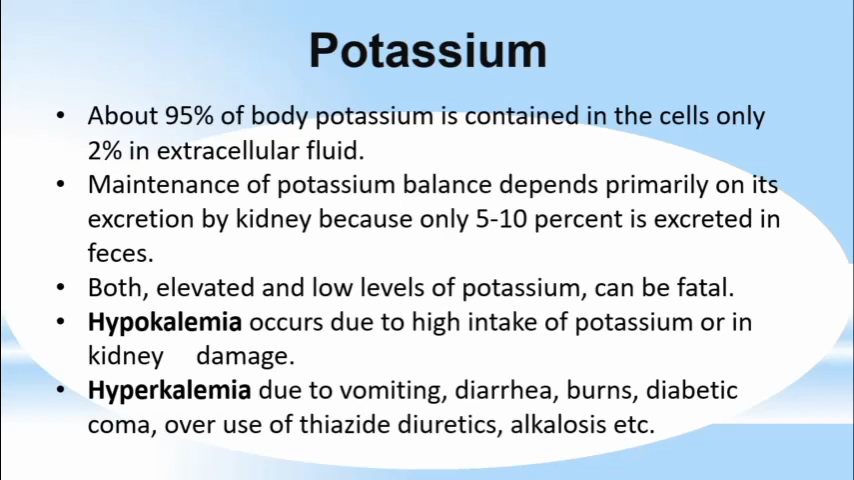 Potassium
• About 95% of body potassium is contained in the cells only
2% in extracellular fluid.
• Maintenance of potassium balance depends primarily on its
excretion by kidney because only 5-10 percent is excreted in
feces.
• Both, elevated and low levels of potassium, can be fatal.
• Hypokalemia occurs due to high intake of potassium or in
kidney damage.
• Hyperkalemia due to vomiting, diarrhea, burns, diabetic
coma, over use of thiazide diuretics, alkalosis etc.